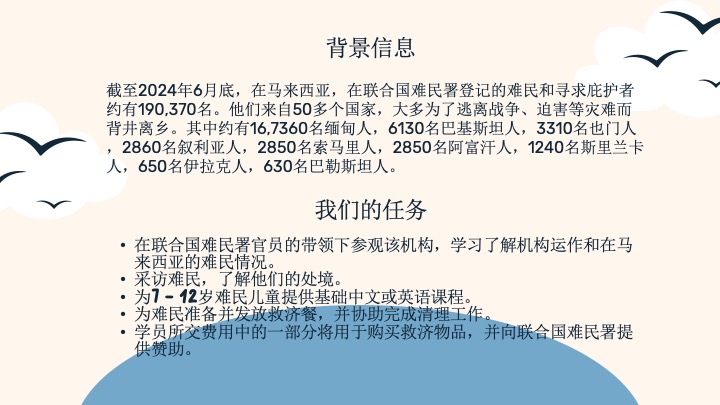 背景信息
截至2024年6月底，在马来西亚，在联合国难民署登记的难民和寻求庇护者
约有190,370名。他们来自50多个国家，大多为了逃离战争、迫害等灾难而
背井离乡。其中约有16,7360名缅甸人，6130名巴基斯坦人，3310名也门人
，2860名叙利亚人，2850名索马里人，2850名阿富汗人，1240名斯里兰卡
人，650名伊拉克人，630名巴勒斯坦人。
我们的任务
• 在联合国难民署官员的带领下参观该机构，学习了解机构运作和在马
来西亚的难民情况。
• 采访难民，了解他们的处境。
• 为7 - 12岁难民儿童提供基础中文或英语课程。
• 为难民准备并发放救济餐，并协助完成清理工作。
• 学员所交费用中的一部分将用于购买救济物品，并向联合国难民署提
供赞助。